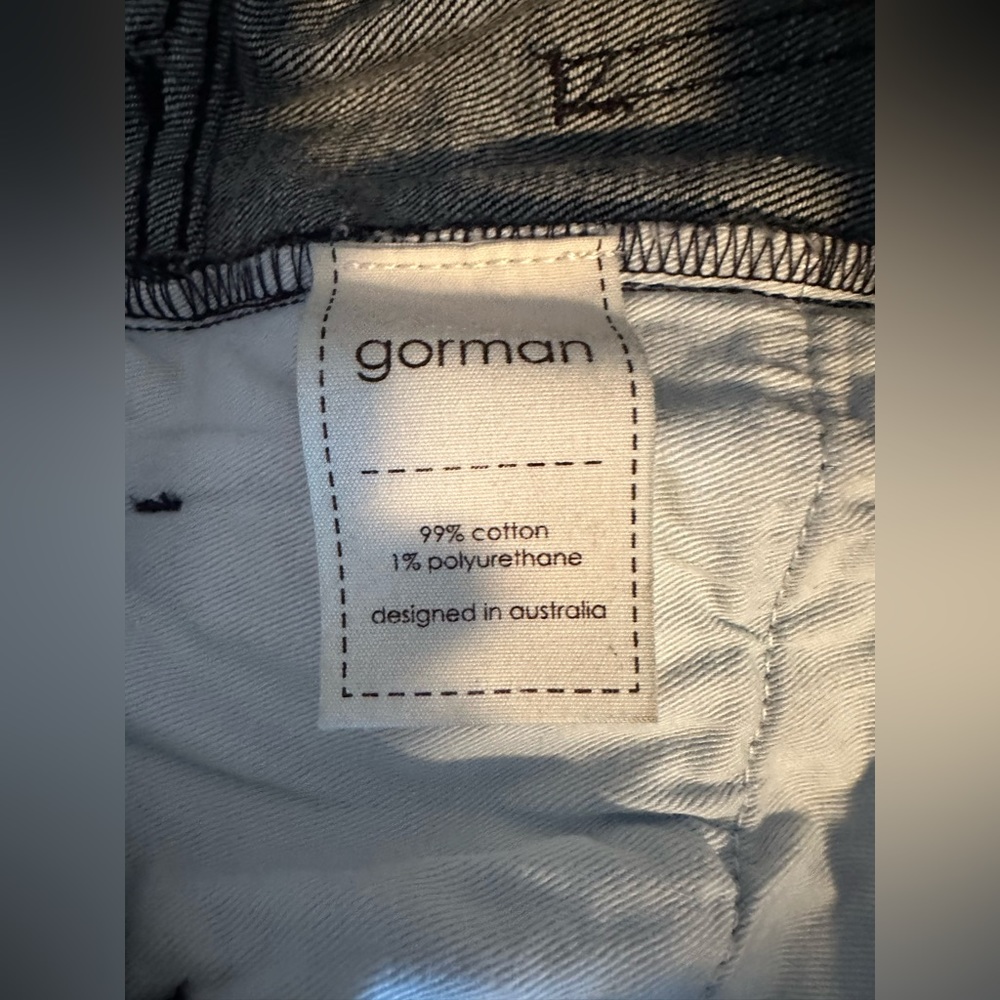 gorman
99% cotton
1% polyurethane
designed in australia